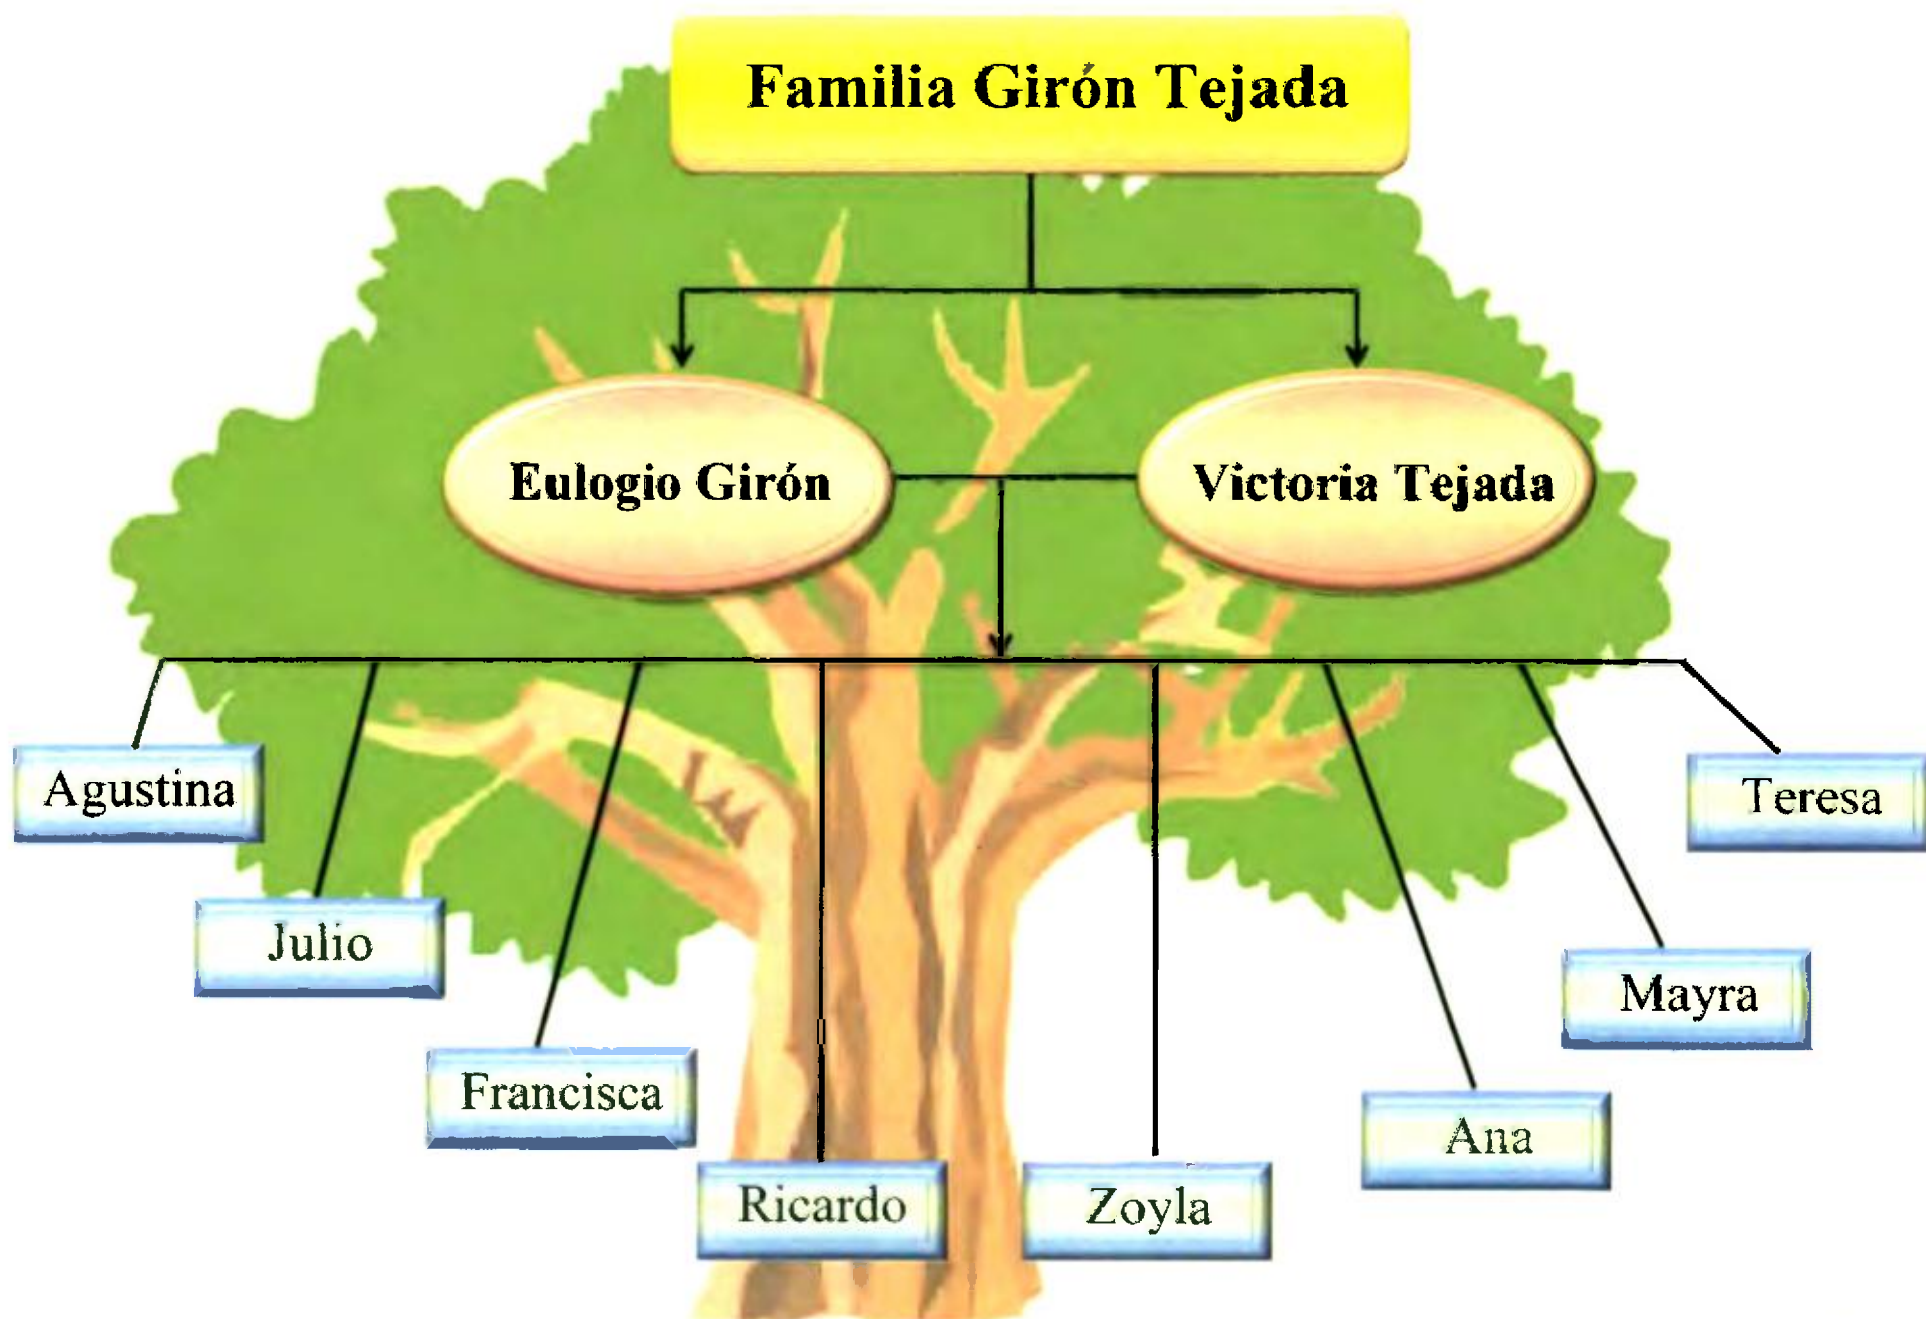 Familia Girón Tejada
Eulogio Girón
Victoria Tejada
Agustina
Julio
Francisca
Ricardo
Zoyla
Ana
Mayra
Teresa